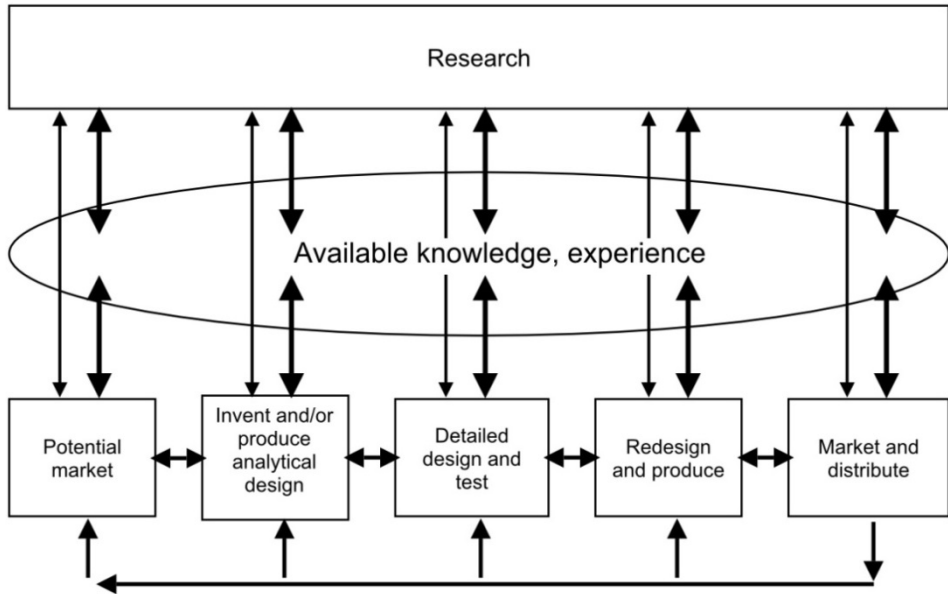 Research
Available knowledge, experience
Potential
market
Invent and/or
produce
analytical
design
Detailed
design and
test
Redesign
and produce
Market and
distribute